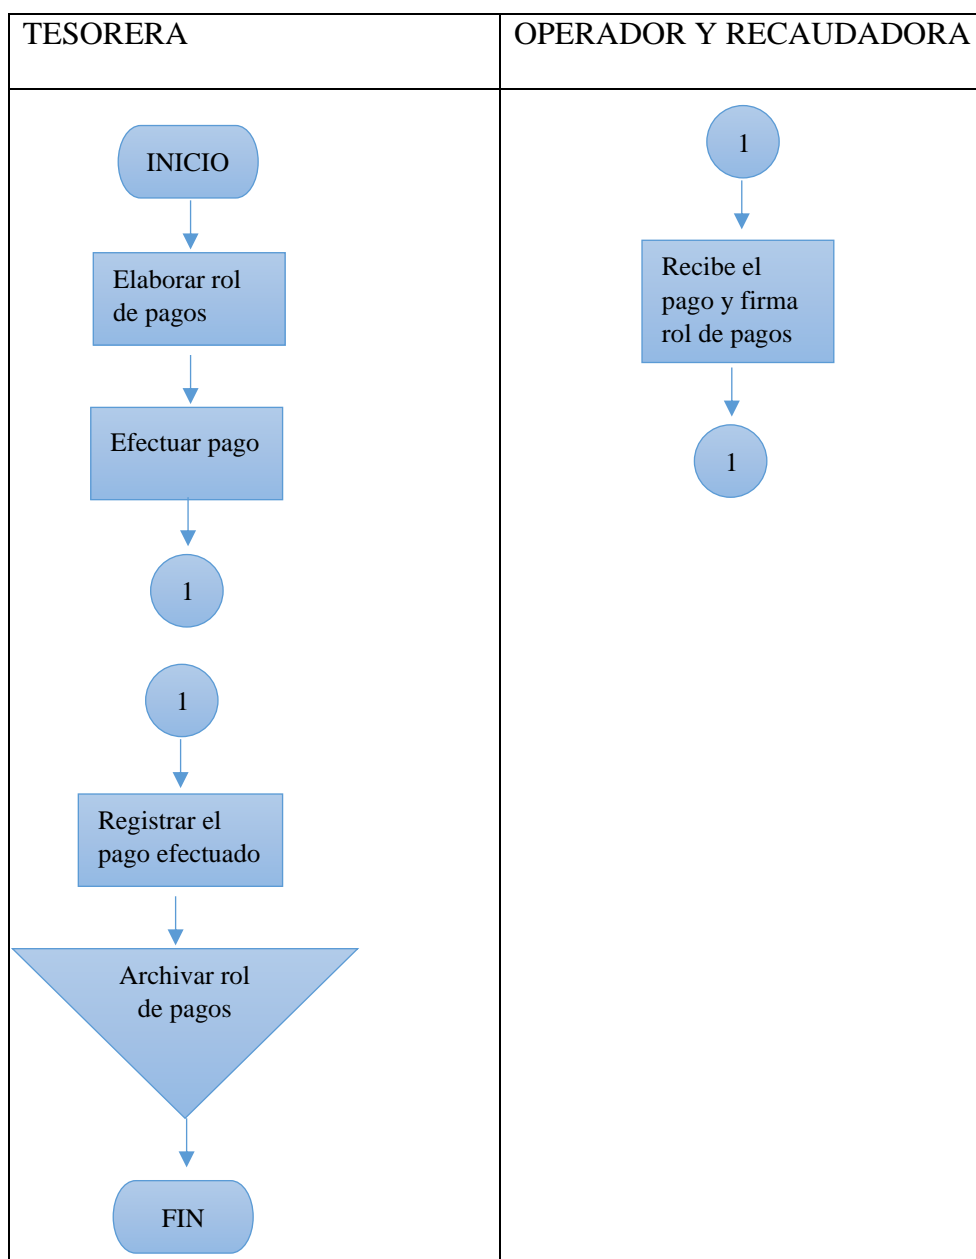 TESORERA
OPERADOR Y RECAUDADORA
INICIO
Elaborar rol
de pagos
Efectuar pago
1
1
Registrar el
pago efectuado
Archivar rol
de pagos
FIN
1
Recibe el
pago y firma
rol de pagos
1